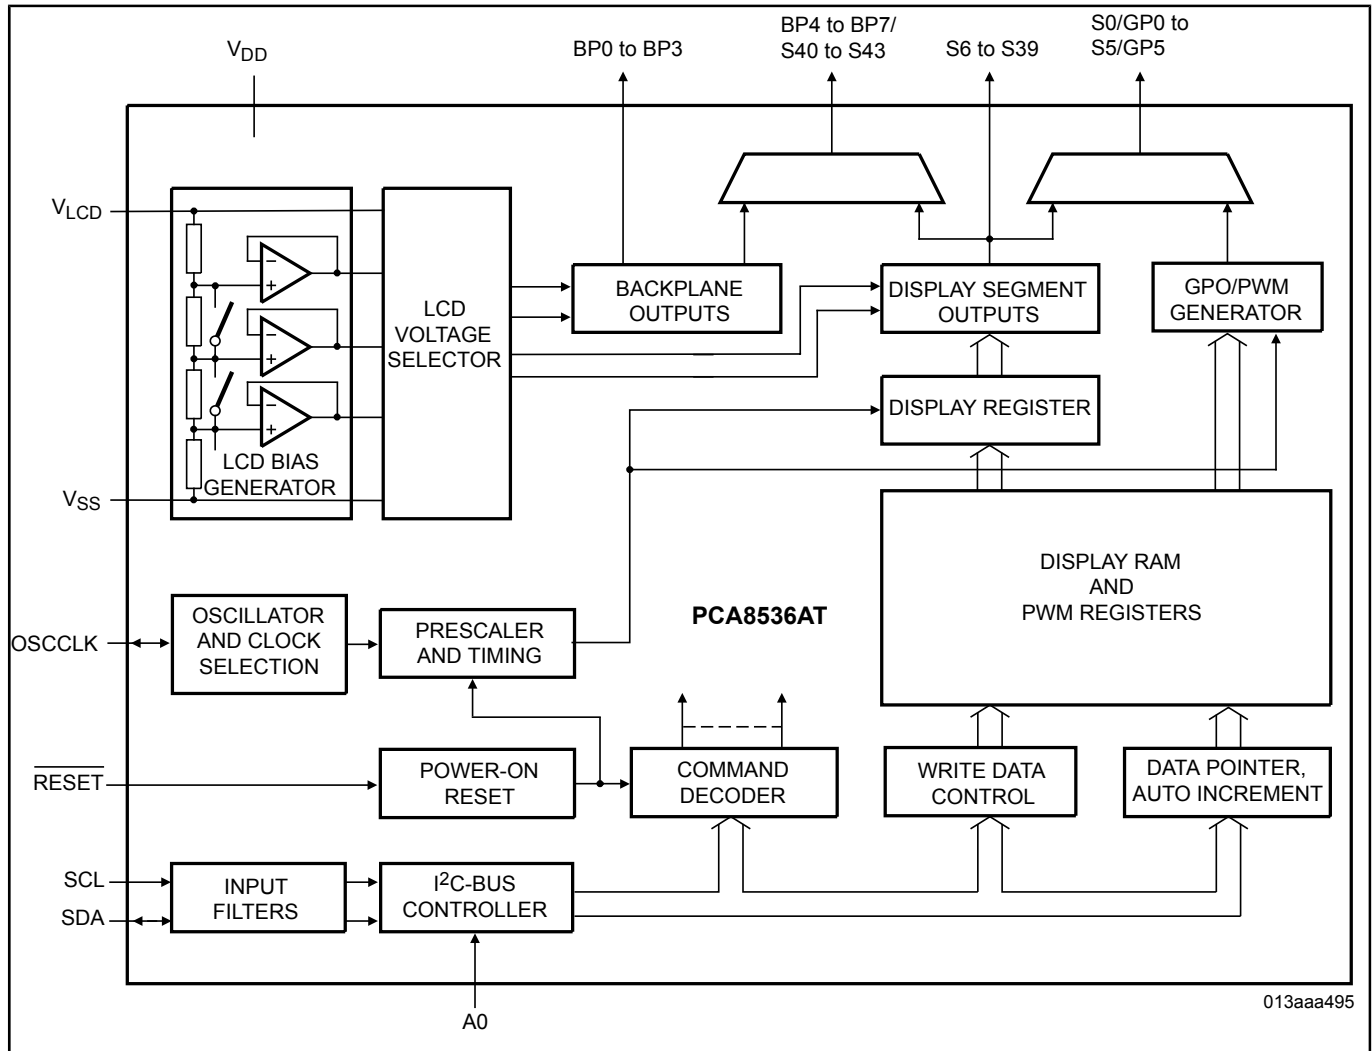 V_DD
BP0 to BP3
BP4 to BP7/
S40 to S43
S6 to S39
S0/GP0 to
S5/GP5
V_LCD
−
+
−
+
−
+
LCD BIAS
GENERATOR
LCD
VOLTAGE
SELECTOR
BACKPLANE
OUTPUTS
DISPLAY SEGMENT
OUTPUTS
GPO/PWM
GENERATOR
DISPLAY REGISTER
V_SS
DISPLAY RAM
AND
PWM REGISTERS
OSCCLK
OSCILLATOR
AND CLOCK
SELECTION
PRESCALER
AND TIMING
PCA8536AT
RESET
POWER-ON
RESET
COMMAND
DECODER
WRITE DATA
CONTROL
DATA POINTER,
AUTO INCREMENT
SCL
SDA
INPUT
FILTERS
I²C-BUS
CONTROLLER
A0
013aaa495